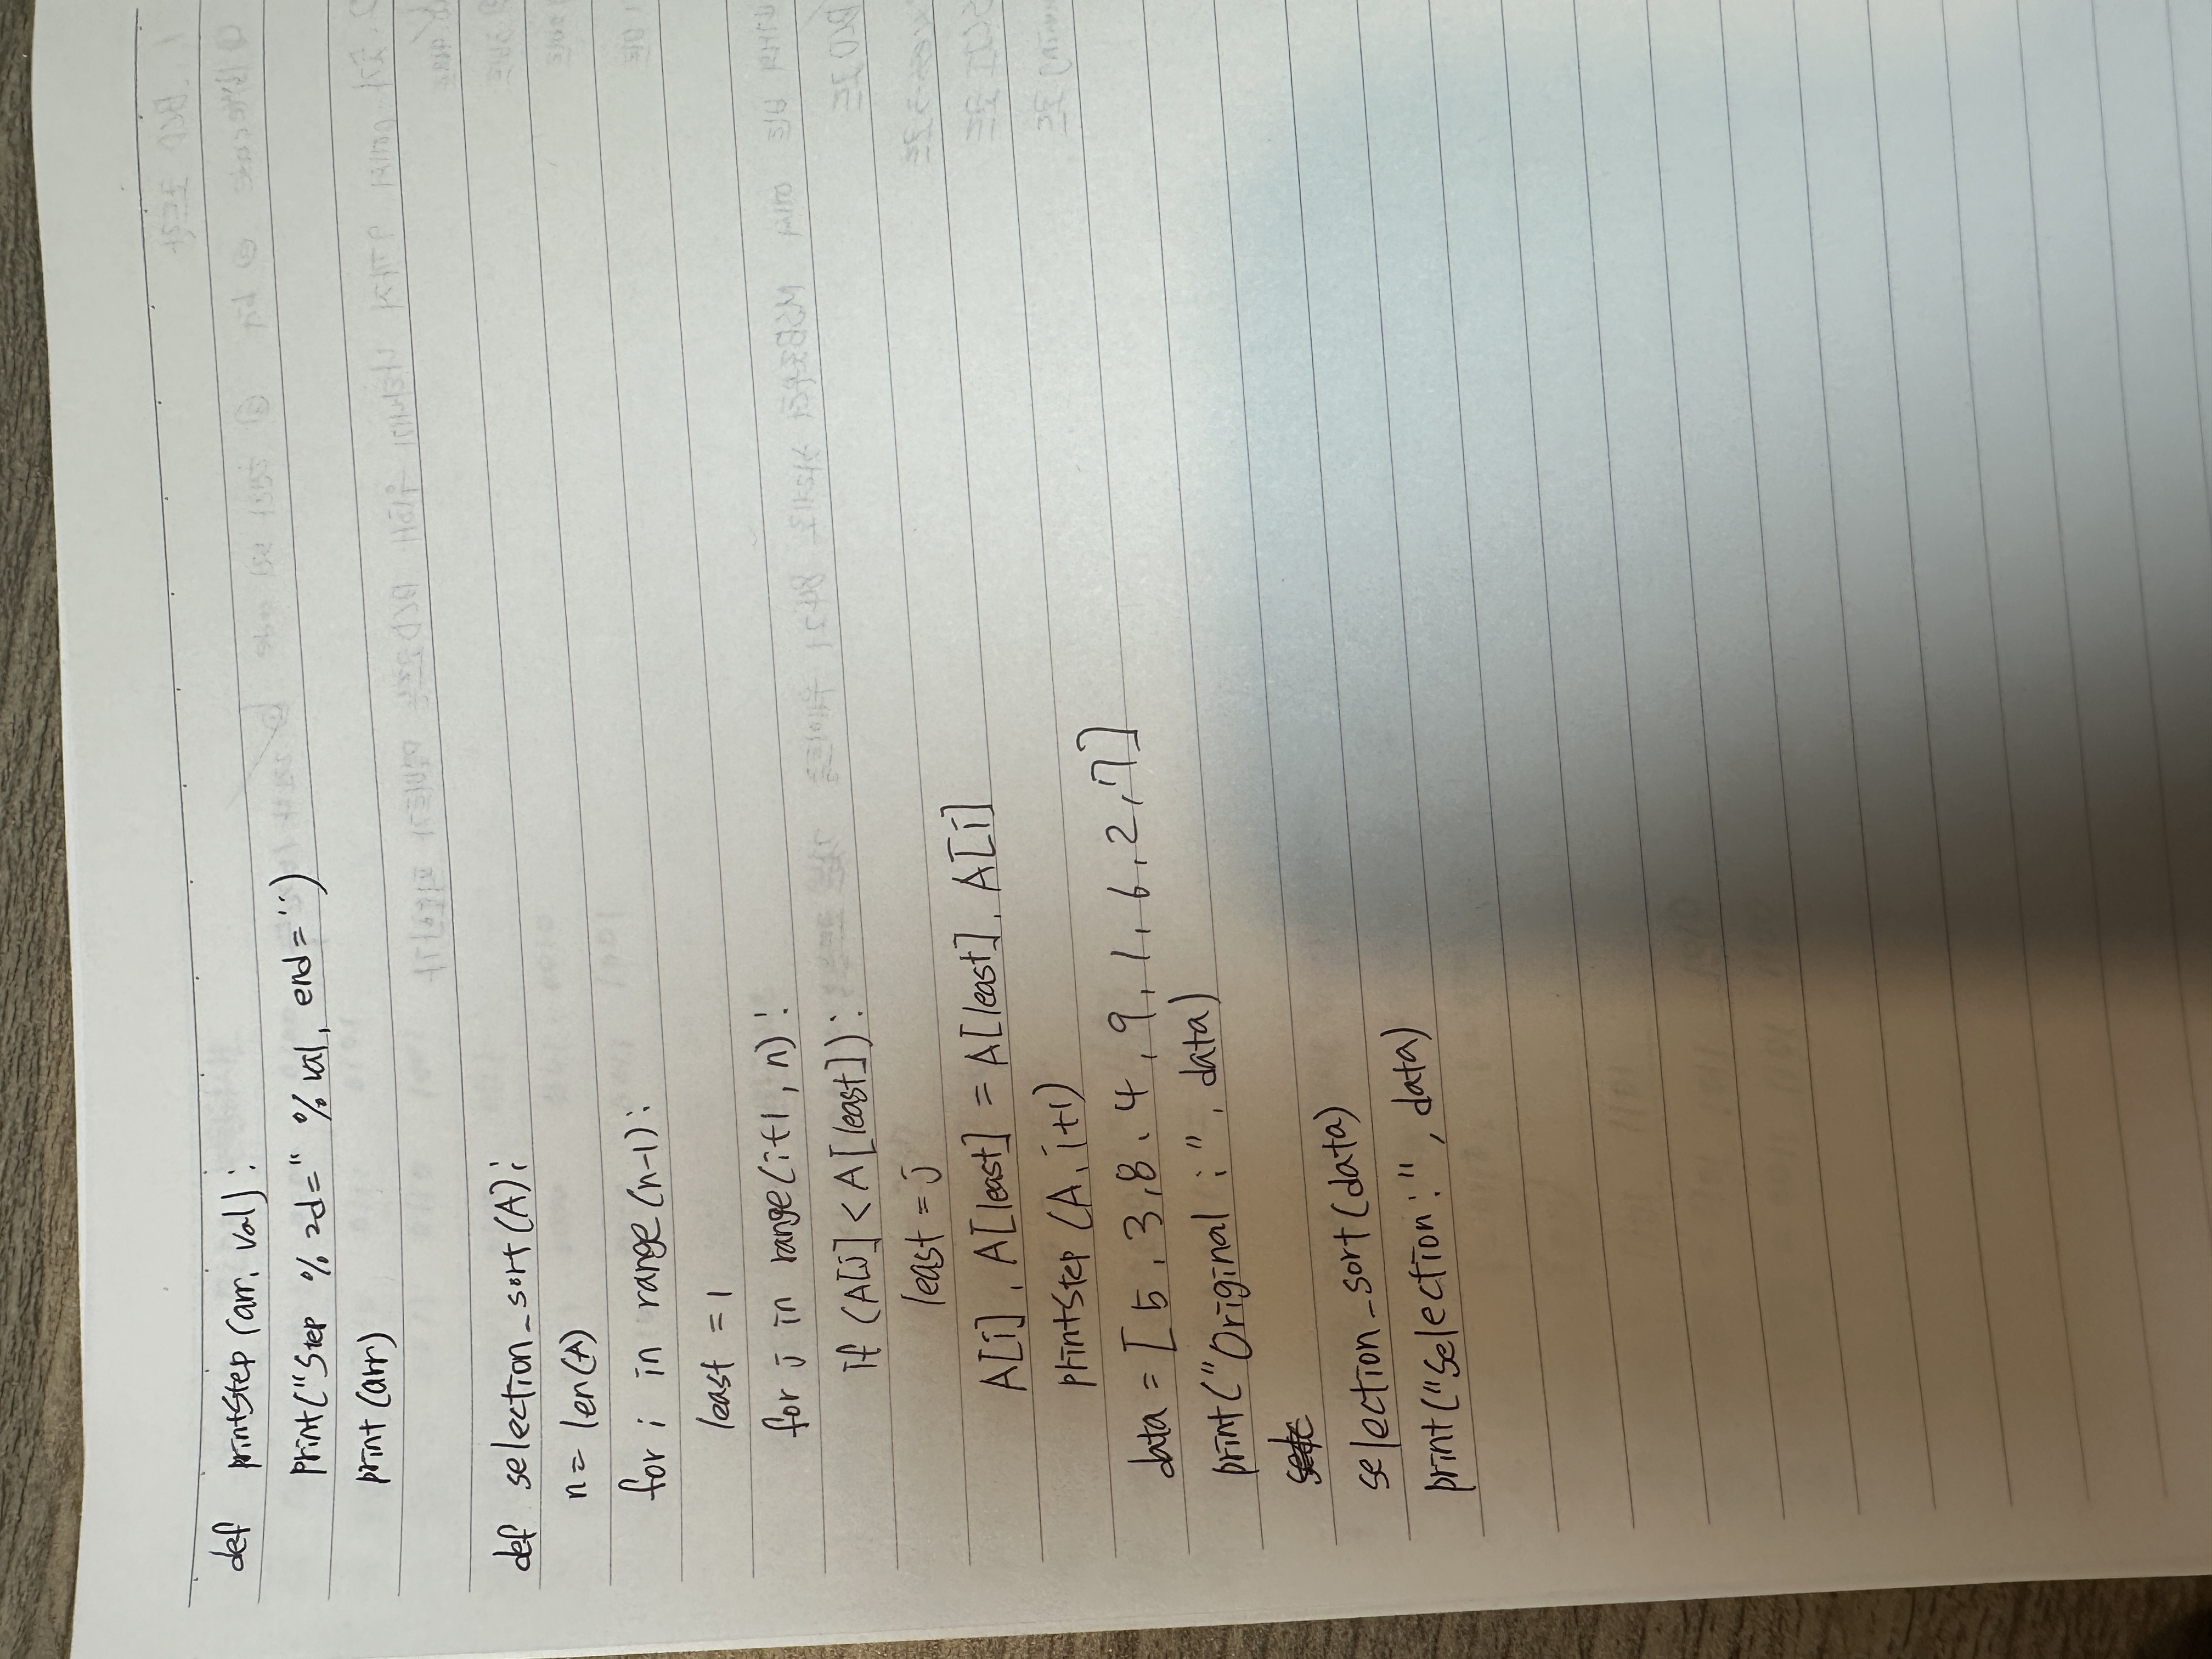 def printStep (arr, val):
print("Step % 2d=" % val, end='')
print (arr)
def selection_sort(A):
n = len(A)
for i in range (n-1):
least = 1
for j in range(i+1, n):
if (A[j] < A[least]):
least = j
A[i], A[least] = A[least], A[i]
printStep (A, i+1)
data = [5, 3, 8, 4, 9, 1, 6, 2, 7]
print("Original :", data)
selection_sort(data)
print("Selection:", data)